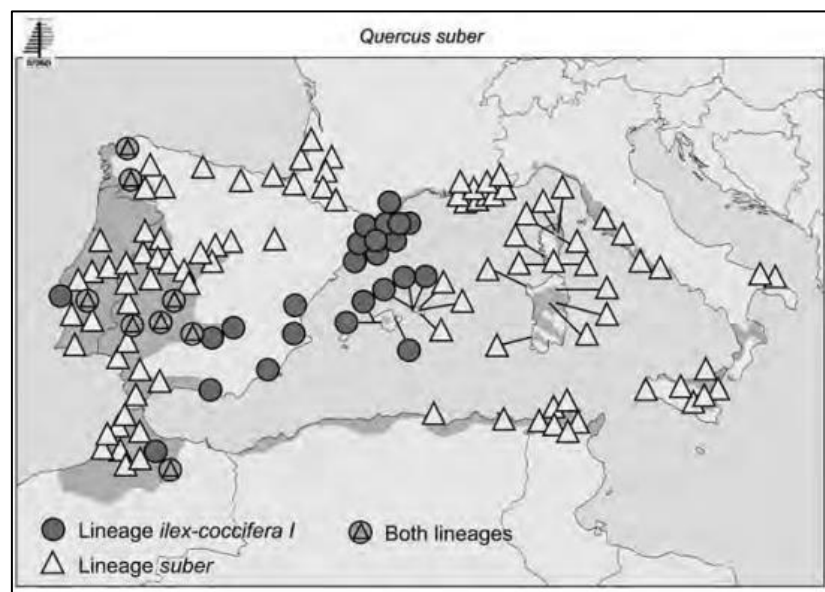 Quercus suber
Lineage ilex-coccifera I
Both lineages
Lineage suber